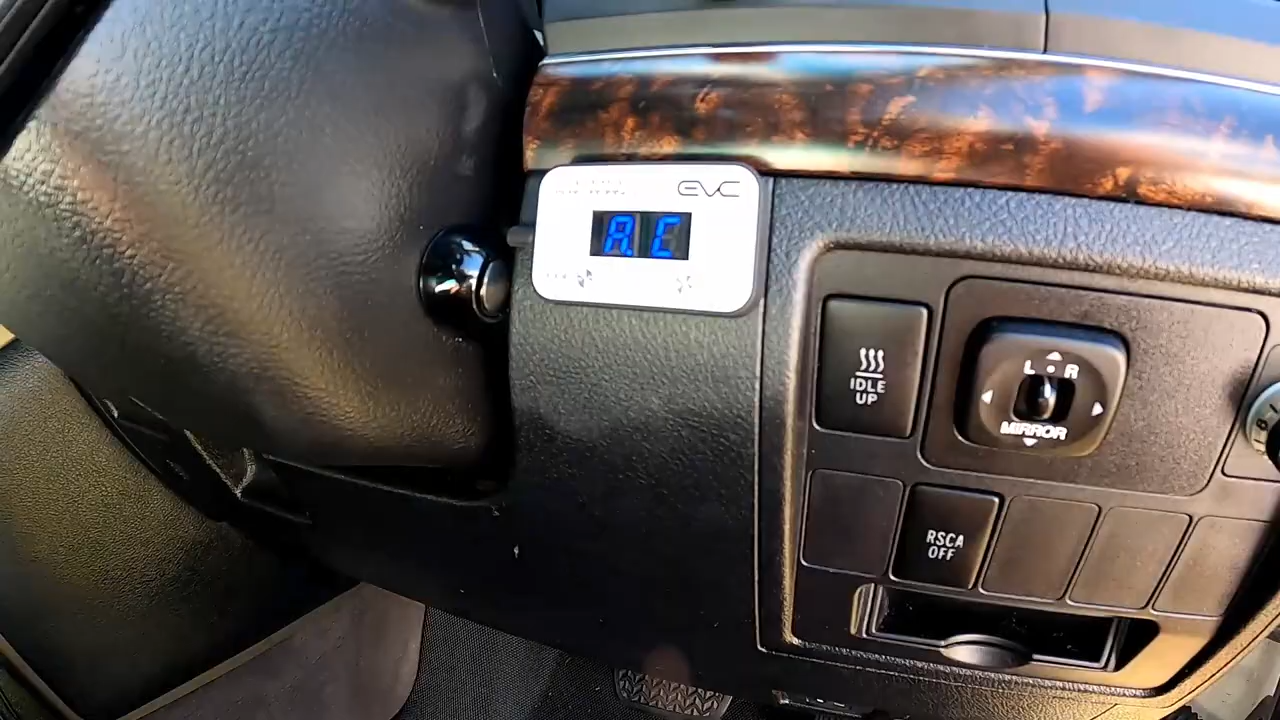 EVC
A.C
IDLE
UP
L R
MIRROR
RSCA
OFF